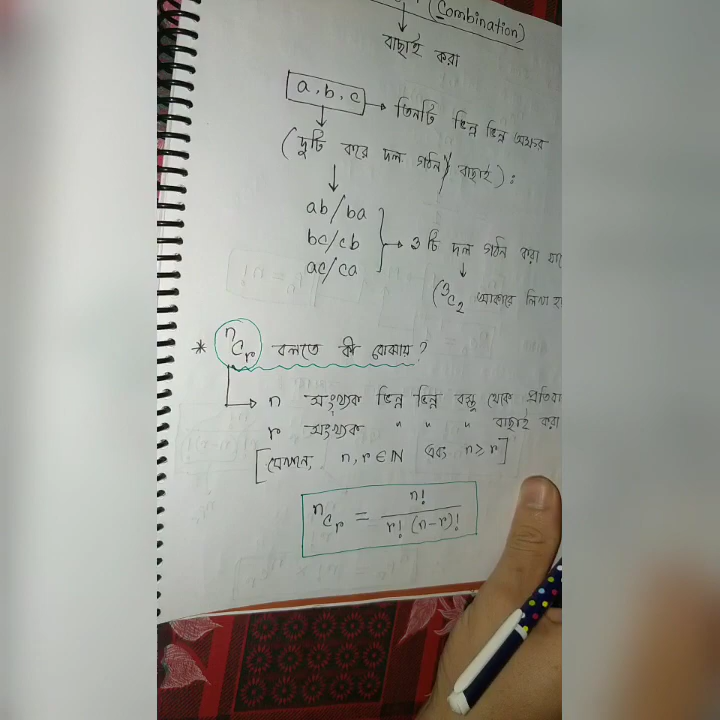 (Combination)
বাছাই করা
a, b, c → তিনটি ভিন্ন ভিন্ন অক্ষর
(দুটি করে দল গঠন / বাছাই) :
ab/ba
bc/cb → ৩ টি দল গঠন করা যা
ac/ca
(³C₂ আকারে লিখা হ
* ⁿCᵣ বলতে কী বোঝায় ?
→ n সংখ্যক ভিন্ন ভিন্ন বস্তু থেকে প্রতিবা
r সংখ্যক " " " বাছাই করা
[যেখানে, n, r ∈ ℕ এবং n ≥ r]
ⁿCᵣ = n! / r! (n-r)!